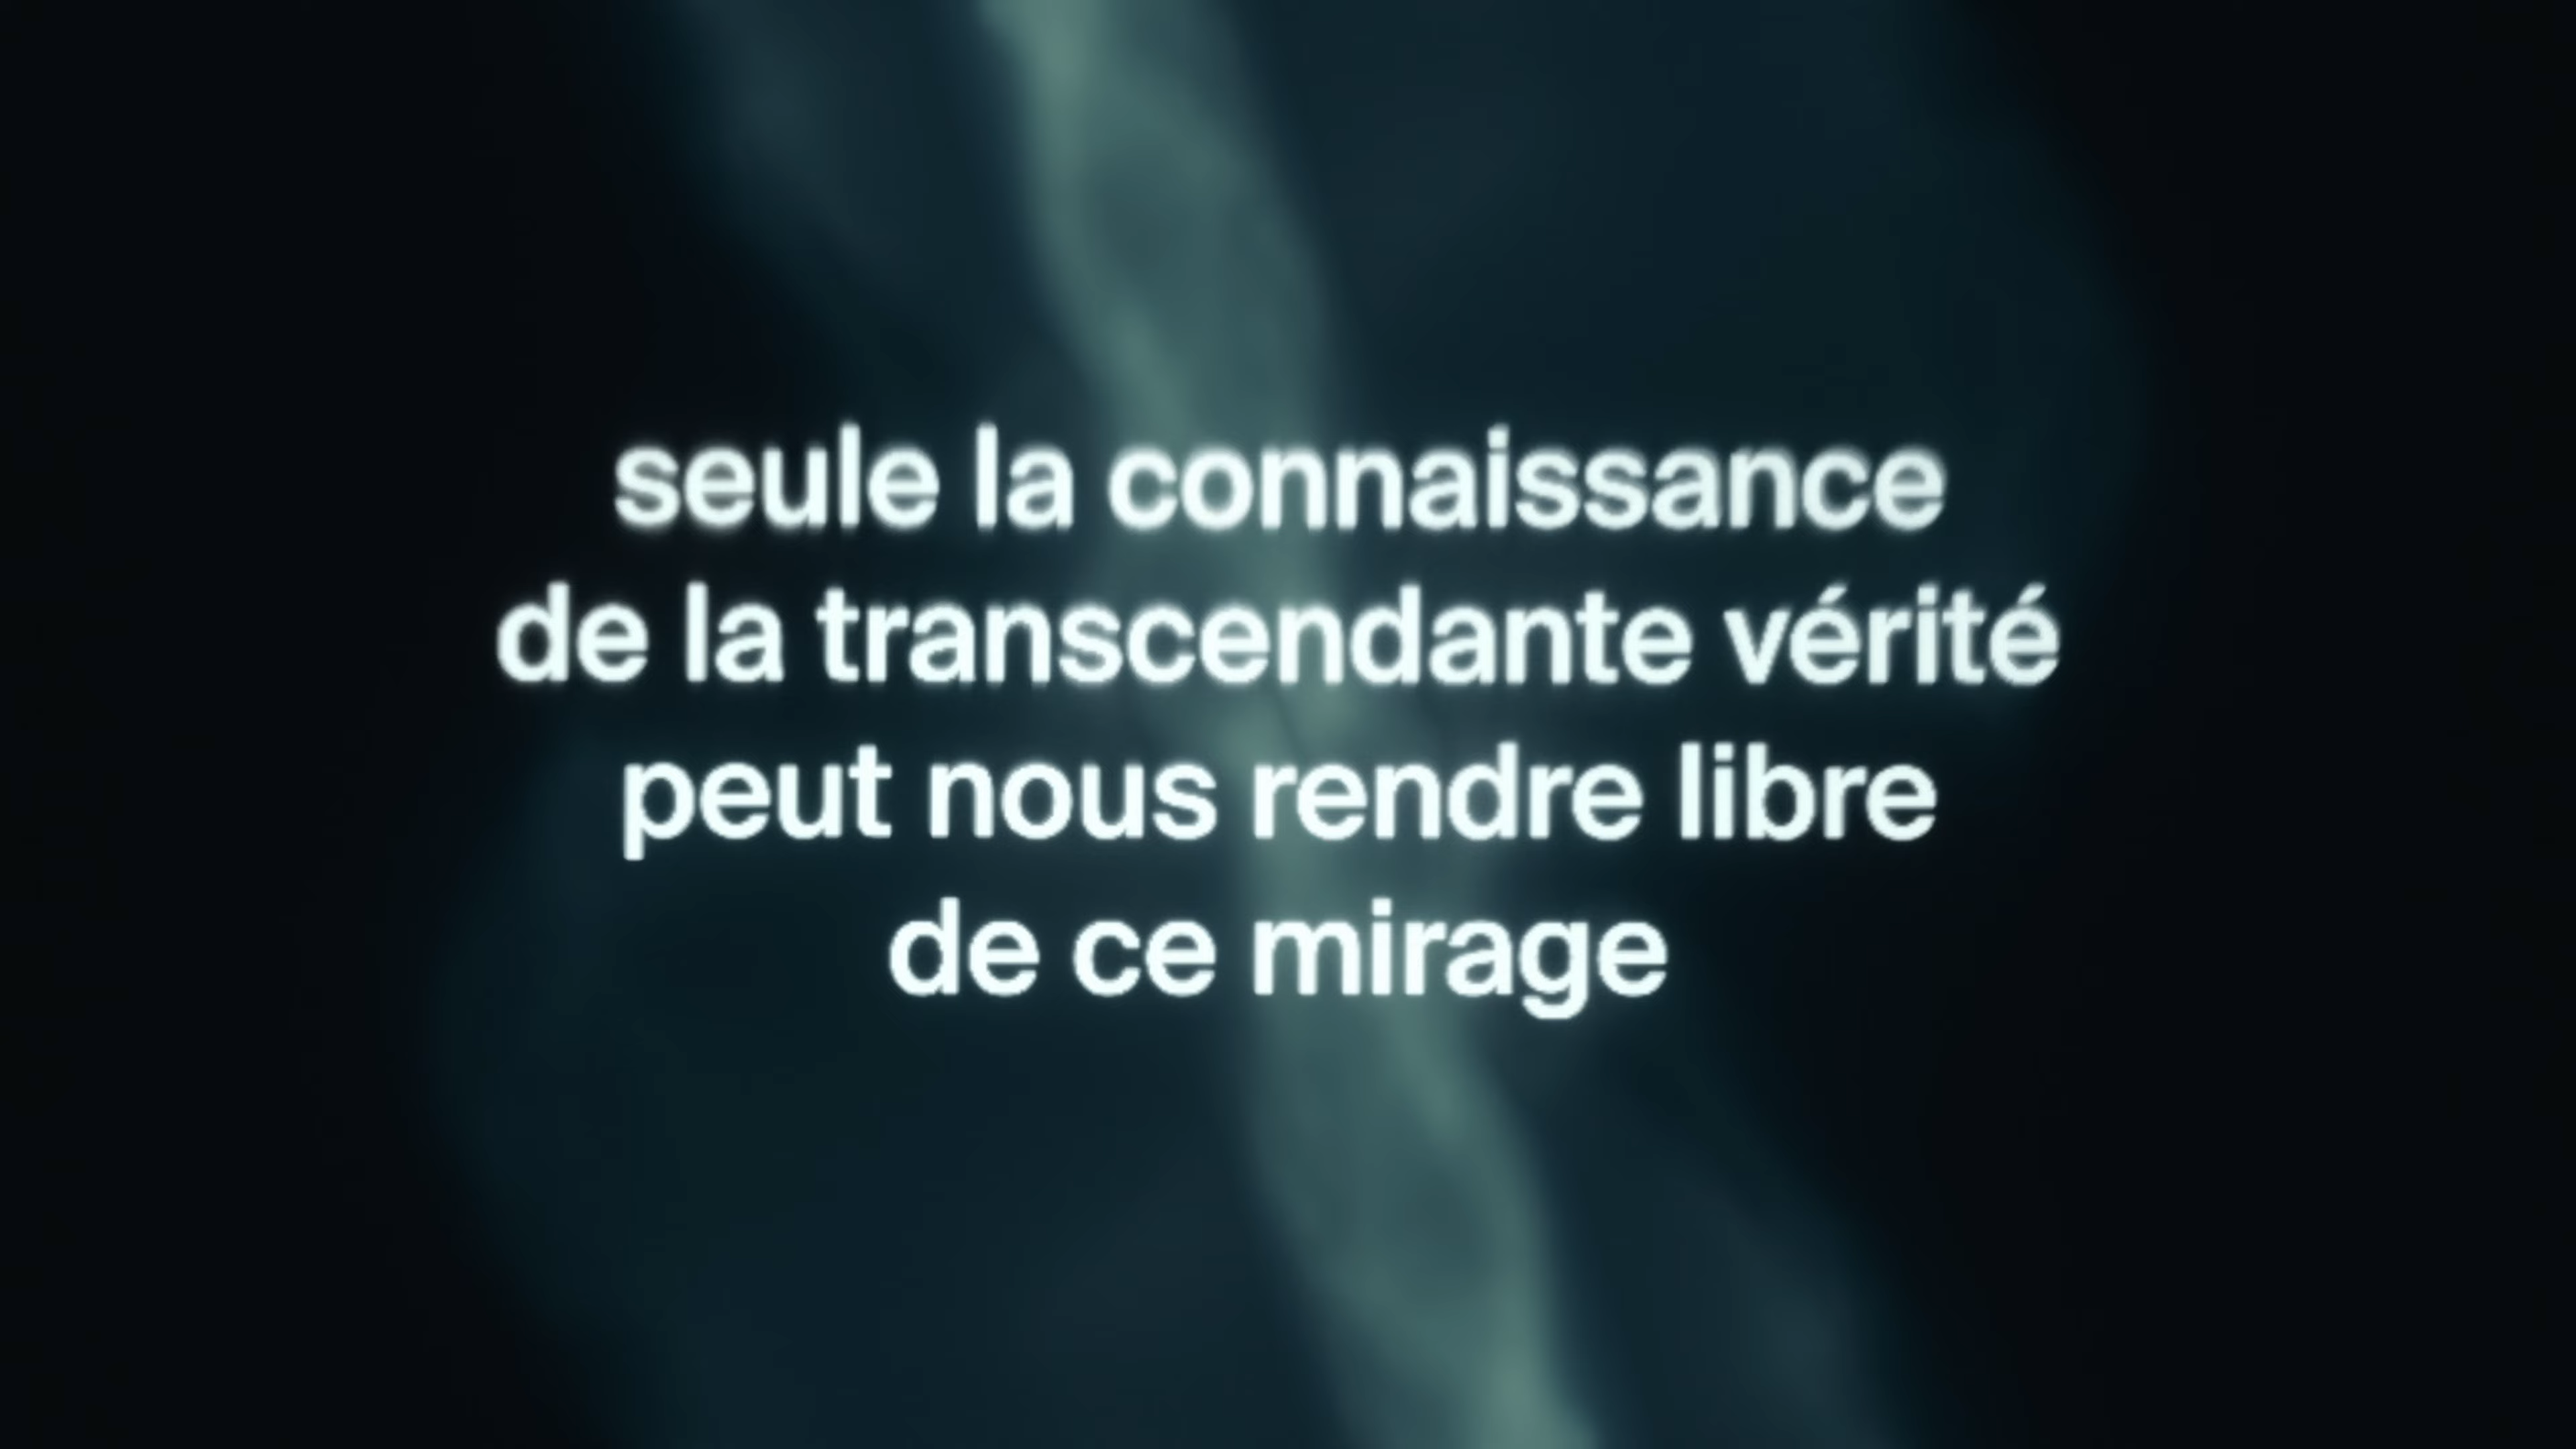 seule la connaissance
de la transcendante vérité
peut nous rendre libre
de ce mirage